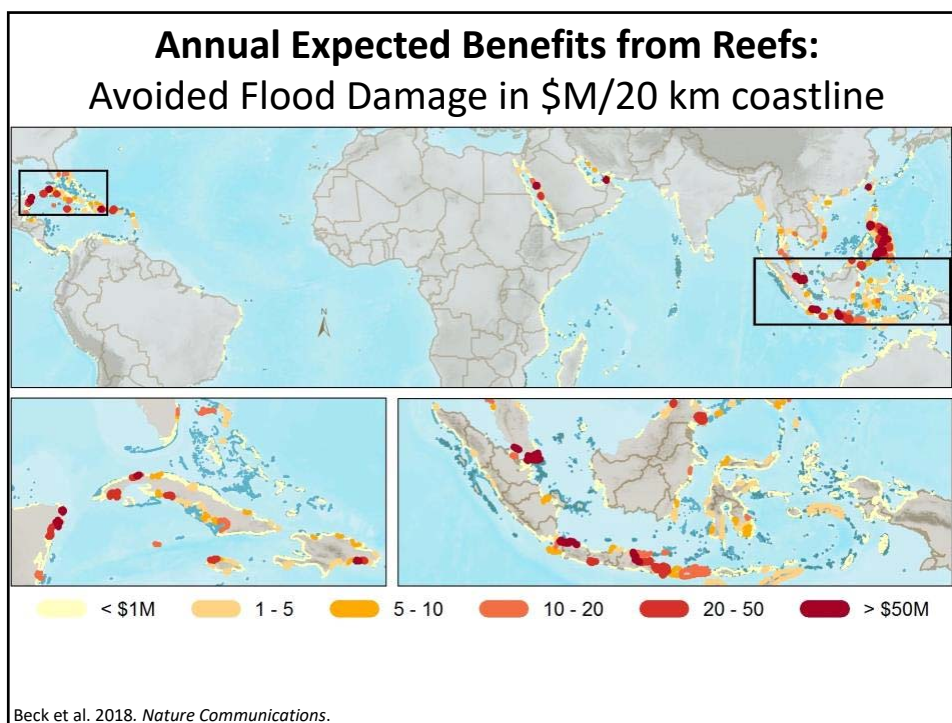 Annual Expected Benefits from Reefs:
Avoided Flood Damage in $M/20 km coastline
N
< $1M 1 - 5 5 - 10 10 - 20 20 - 50 > $50M
Beck et al. 2018. Nature Communications.